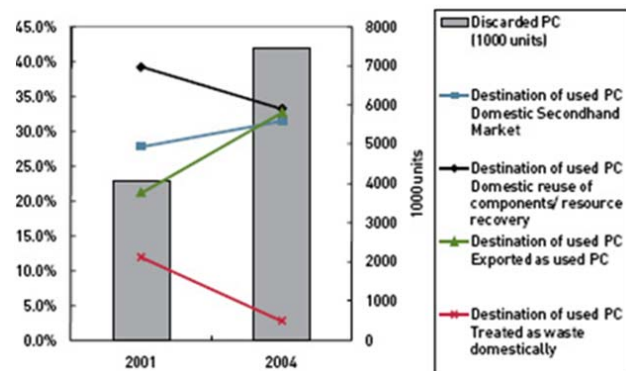 45.0%
40.0%
35.0%
30.0%
25.0%
20.0%
15.0%
10.0%
5.0%
0.0%
8000
7000
6000
5000
4000
3000
2000
1000
0
1000 units
2001
2004
Discarded PC
(1000 units)
Destination of used PC
Domestic Secondhand
Market
Destination of used PC
Domestic reuse of
components/ resource
recovery
Destination of used PC
Exported as used PC
Destination of used PC
Treated as waste
domestically